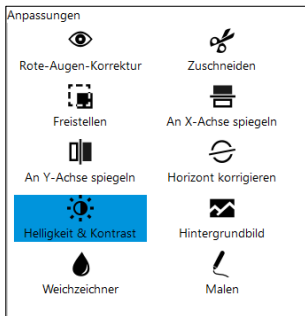 Anpassungen
Rote-Augen-Korrektur
Zuschneiden
Freistellen
An X-Achse spiegeln
An Y-Achse spiegeln
Horizont korrigieren
Helligkeit & Kontrast
Hintergrundbild
Weichzeichner
Malen